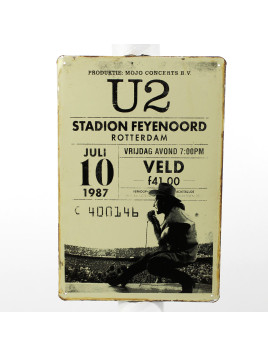 PRODUKTIE: MOJO CONCERTS B.V.
U2
STADION FEYENOORD
ROTTERDAM
JULI
10
1987
VRIJDAG AVOND 7:00PM
VELD
f41.00
C 400146